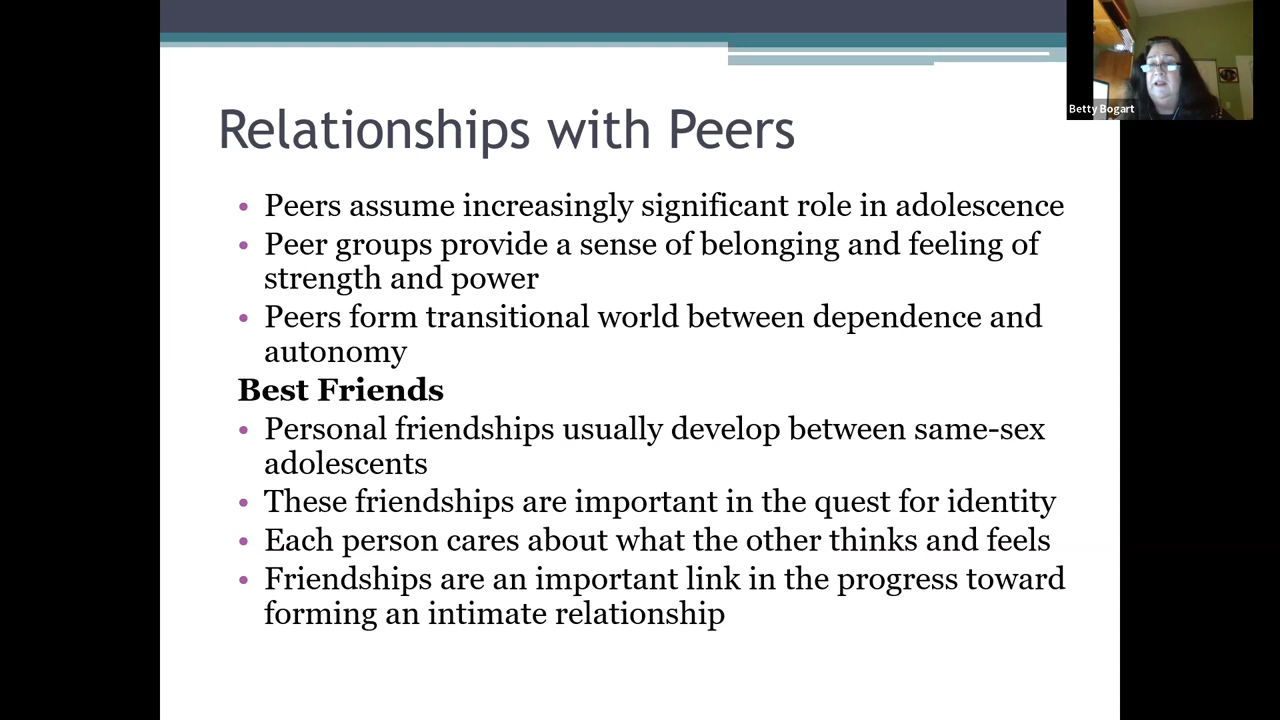 Betty Bogart
Relationships with Peers
• Peers assume increasingly significant role in adolescence
• Peer groups provide a sense of belonging and feeling of
strength and power
• Peers form transitional world between dependence and
autonomy
Best Friends
• Personal friendships usually develop between same-sex
adolescents
• These friendships are important in the quest for identity
• Each person cares about what the other thinks and feels
• Friendships are an important link in the progress toward
forming an intimate relationship